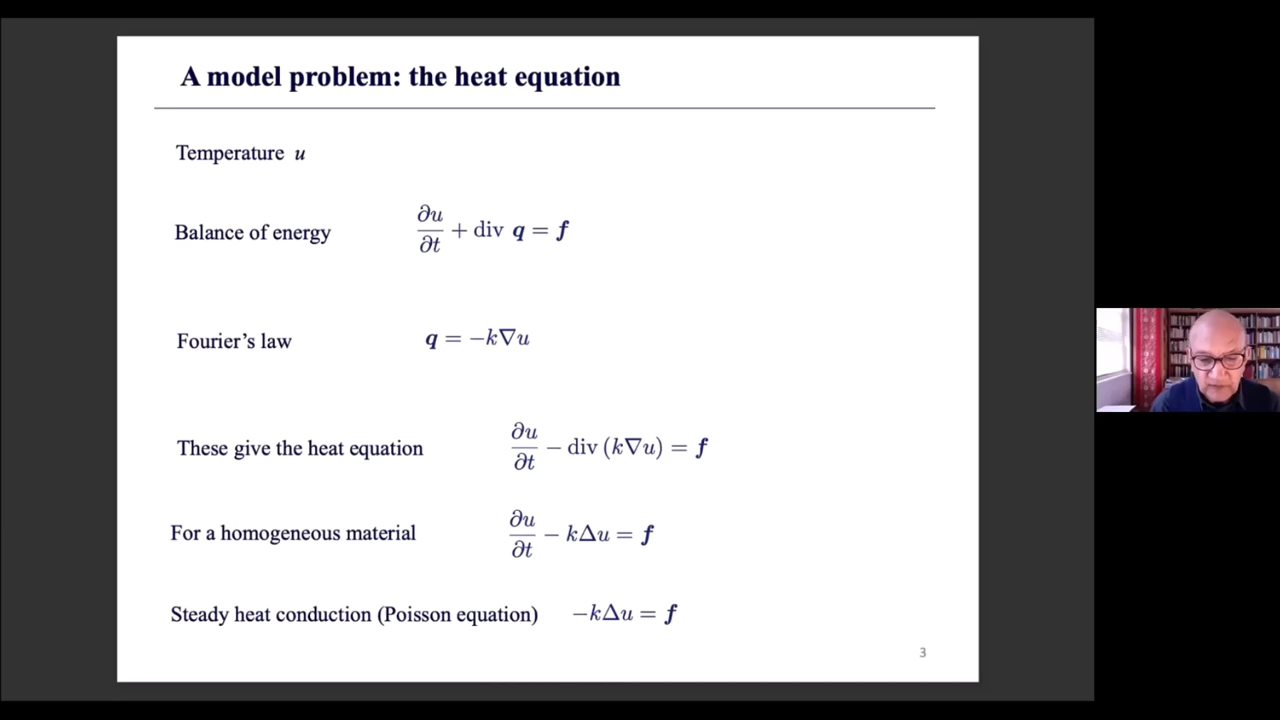 A model problem: the heat equation
Temperature u
Balance of energy ∂u/∂t + div q = f
Fourier’s law q = −k∇u
These give the heat equation ∂u/∂t − div (k∇u) = f
For a homogeneous material ∂u/∂t − kΔu = f
Steady heat conduction (Poisson equation) −kΔu = f
3